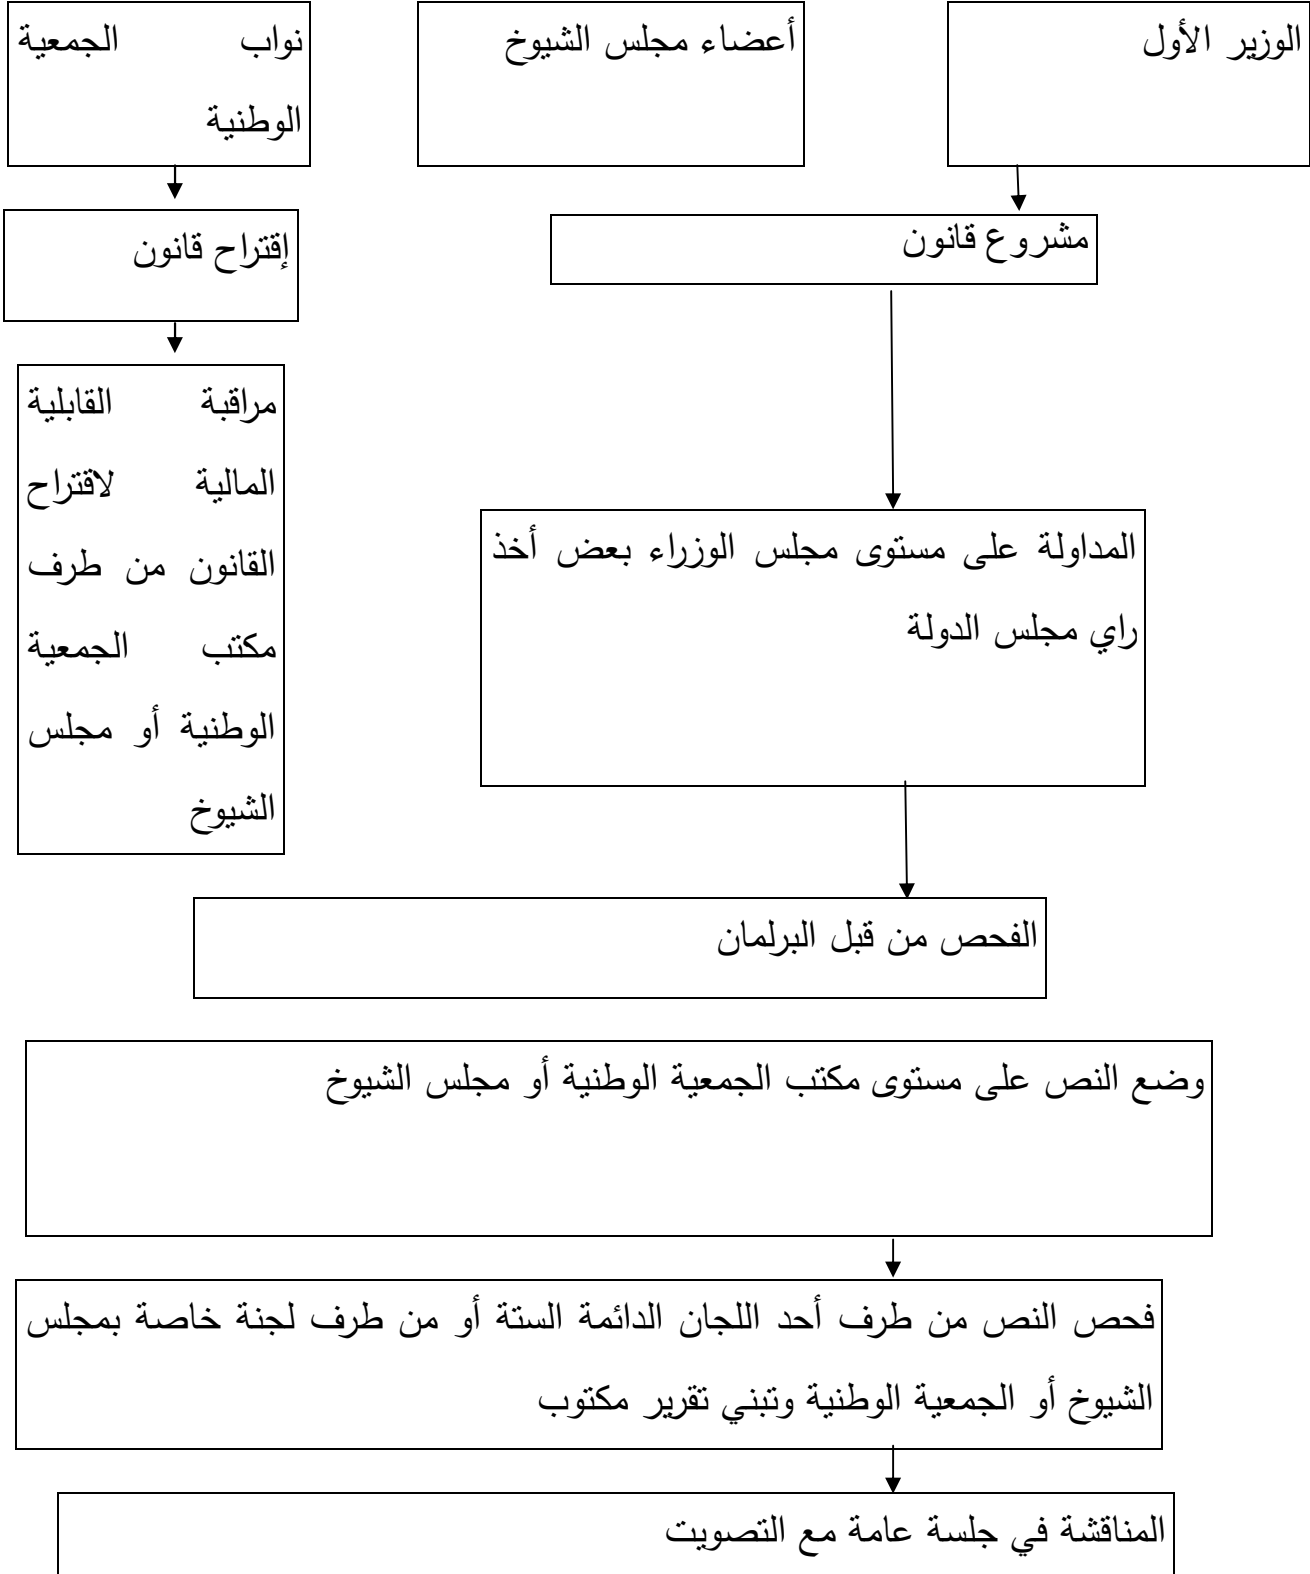 الوزير الأول
أعضاء مجلس الشيوخ
نواب الجمعية
الوطنية
مشروع قانون
إقتراح قانون
مراقبة القابلية
المالية لاقتراح
القانون من طرف
مكتب الجمعية
الوطنية أو مجلس
الشيوخ
المداولة على مستوى مجلس الوزراء بعض أخذ
راي مجلس الدولة
الفحص من قبل البرلمان
وضع النص على مستوى مكتب الجمعية الوطنية أو مجلس الشيوخ
فحص النص من طرف أحد اللجان الدائمة الستة أو من طرف لجنة خاصة بمجلس
الشيوخ أو الجمعية الوطنية وتبني تقرير مكتوب
المناقشة في جلسة عامة مع التصويت